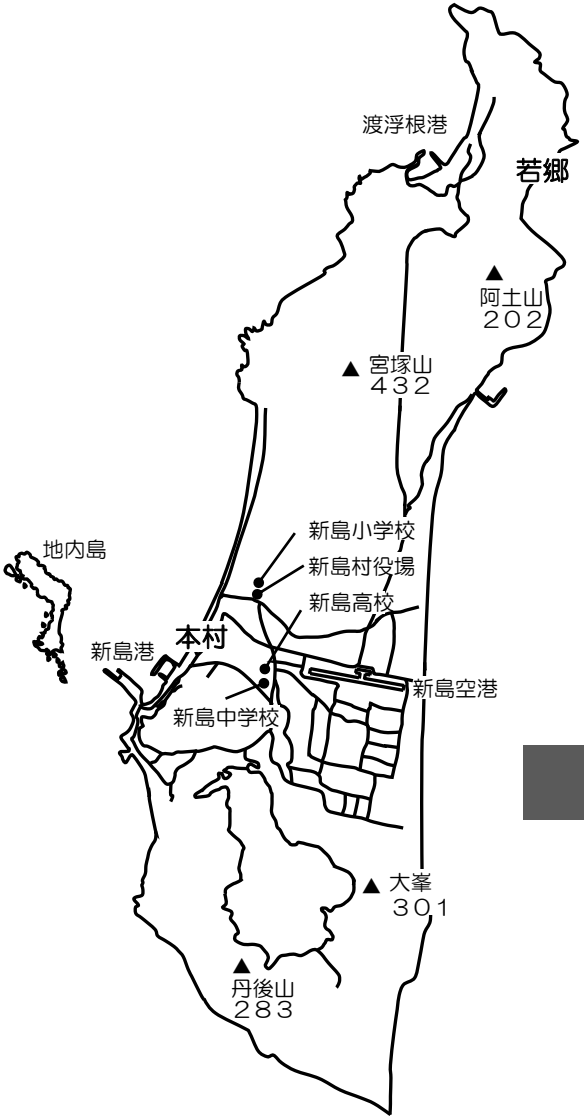 渡浮根港
若郷
阿土山
２０２
宮塚山
４３２
新島小学校
地内島
新島村役場
新島高校
本村
新島港
新島空港
新島中学校
大峯
３０１
丹後山
２８３